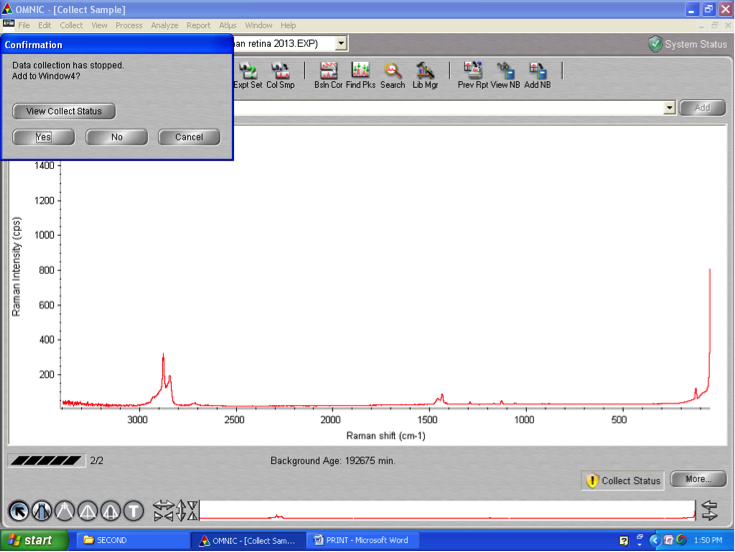 OMNIC - [Collect Sample]
File Edit Collect View Process Analyze Report Atlµs Window Help
Confirmation
an retina 2013.EXP)
System Status
Data collection has stopped.
Add to Window4?
View Collect Status
Yes No Cancel
Expt Set Col Smp Bsln Cor Find Pks Search Lib Mgr Prev Rpt View NB Add NB
Add
1400
1200
1000
800
600
400
200
Raman Intensity (cps)
3000 2500 2000 1500 1000 500
Raman shift (cm-1)
2/2
Background Age: 192675 min.
Collect Status
More...
start
SECOND
OMNIC - [Collect Sam...
PRINT - Microsoft Word
1:50 PM